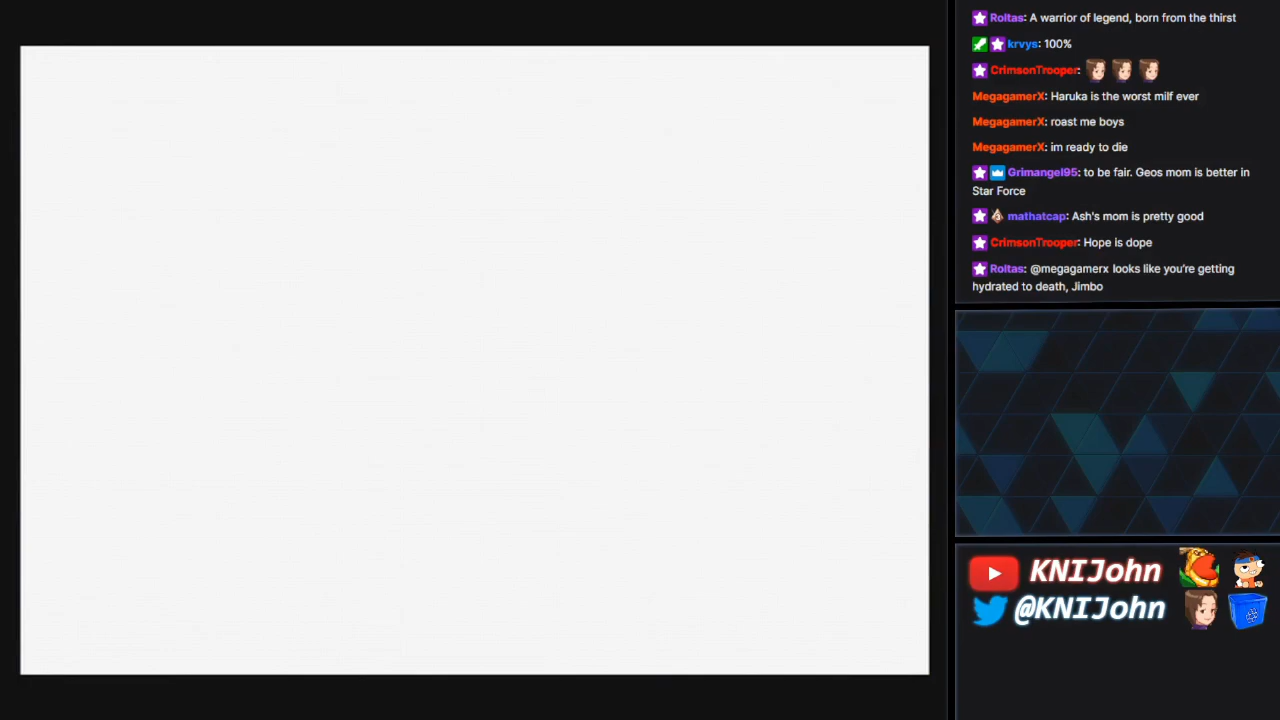 Roltas: A warrior of legend, born from the thirst
krvys: 100%
CrimsonTrooper:
MegagamerX: Haruka is the worst milf ever
MegagamerX: roast me boys
MegagamerX: im ready to die
Grimangel95: to be fair. Geos mom is better in
Star Force
mathatcap: Ash's mom is pretty good
CrimsonTrooper: Hope is dope
Roltas: @megagamerx looks like you're getting
hydrated to death, Jimbo
KNIJohn
@KNIJohn